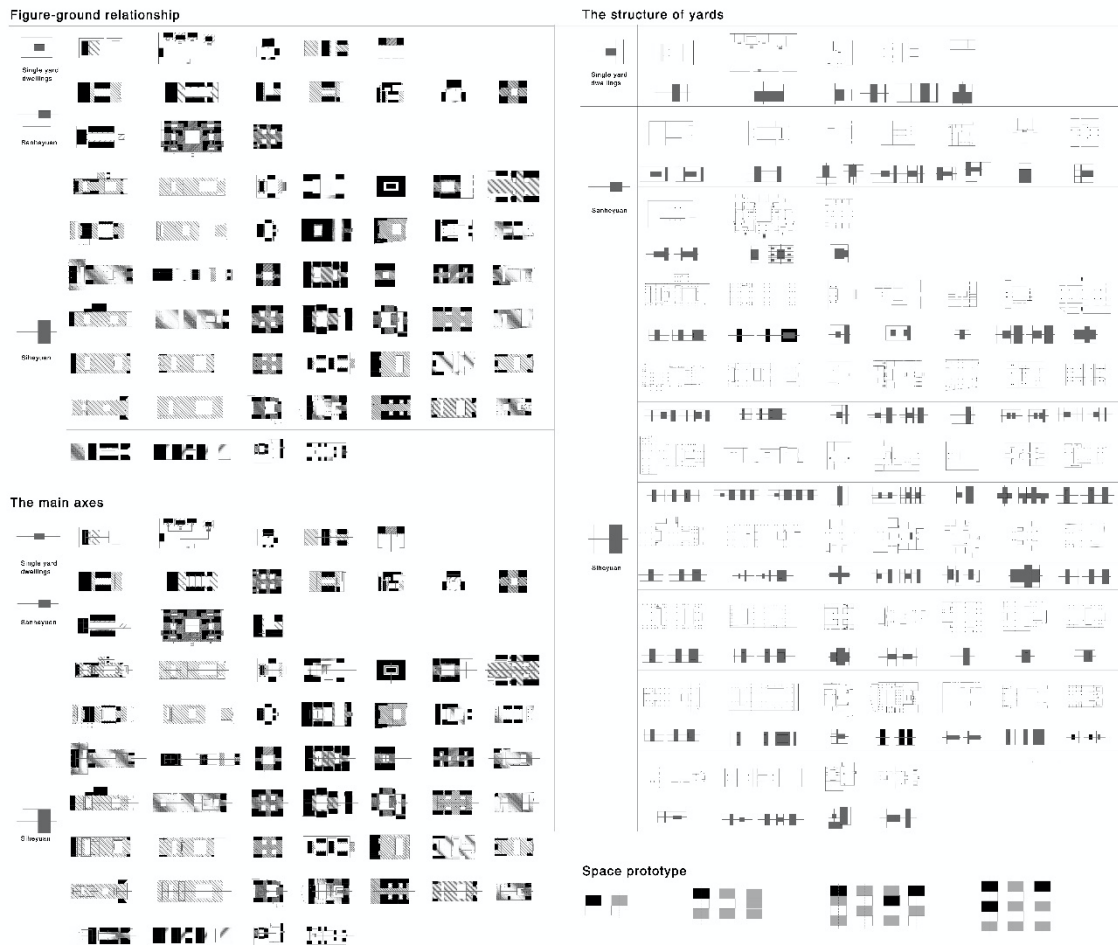 Figure-ground relationship
Single yard
dwellings
Sanheyuan
Siheyuan
The main axes
Single yard
dwellings
Sanheyuan
Siheyuan
The structure of yards
Single yard
dwellings
Sanheyuan
Siheyuan
Space prototype